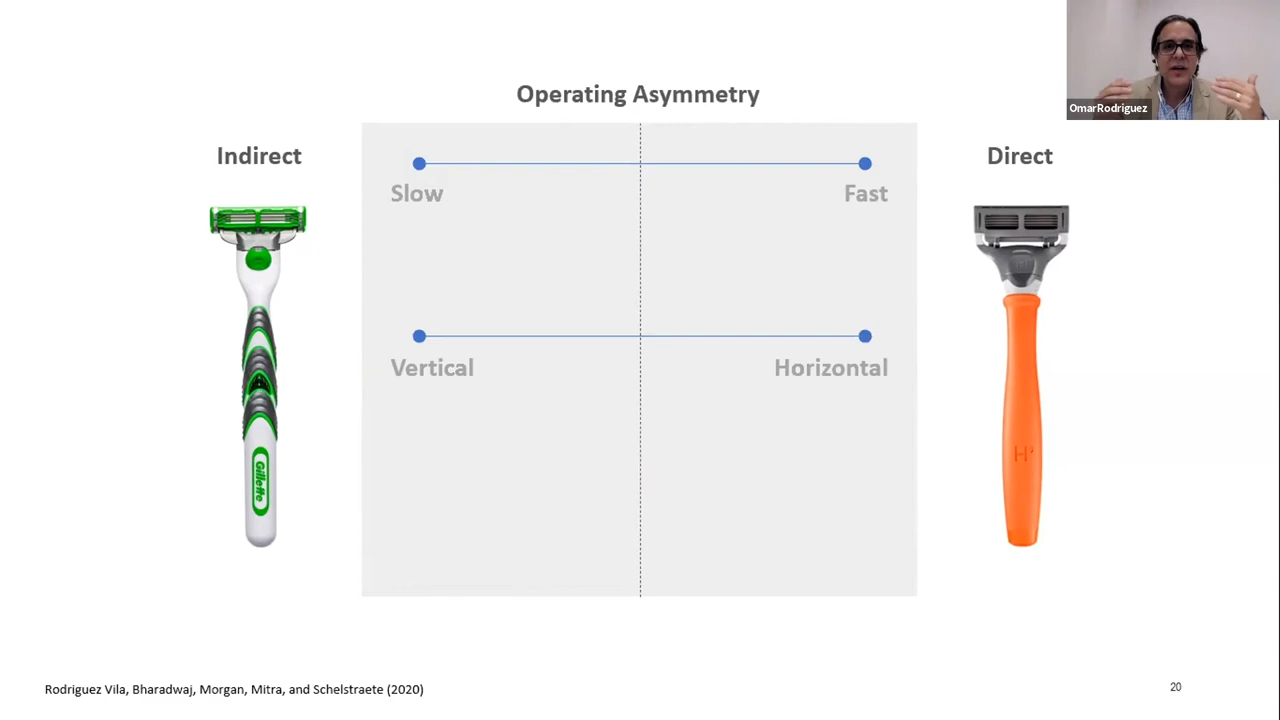 OmarRodriguez
Operating Asymmetry
Indirect
Direct
Slow
Fast
Vertical
Horizontal
Gillette
H'
Rodriguez Vila, Bharadwaj, Morgan, Mitra, and Schelstraete (2020)
20